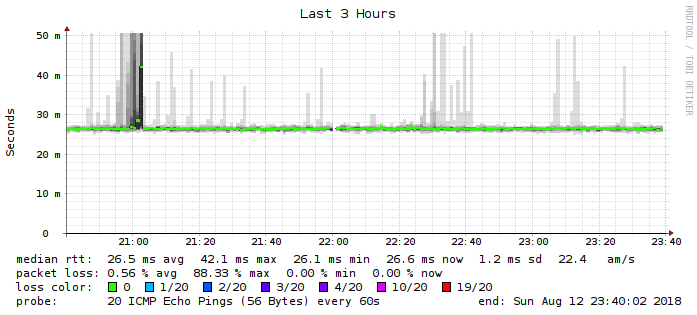 Last 3 Hours
RRDTOOL / TOBI OETIKER
Seconds
50 m
40 m
30 m
20 m
10 m
0
21:00 21:20 21:40 22:00 22:20 22:40 23:00 23:20 23:40
median rtt: 26.5 ms avg 42.1 ms max 26.1 ms min 26.6 ms now 1.2 ms sd 22.4 am/s
packet loss: 0.56 % avg 88.33 % max 0.00 % min 0.00 % now
loss color: 0 1/20 2/20 3/20 4/20 10/20 19/20
probe: 20 ICMP Echo Pings (56 Bytes) every 60s end: Sun Aug 12 23:40:02 2018